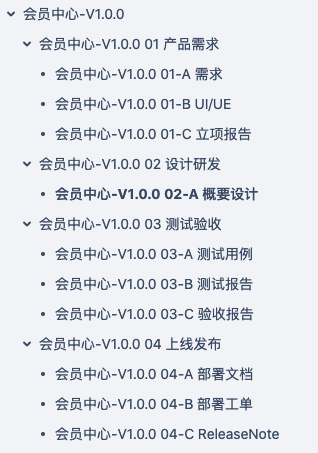 会员中心-V1.0.0
会员中心-V1.0.0 01 产品需求
会员中心-V1.0.0 01-A 需求
会员中心-V1.0.0 01-B UI/UE
会员中心-V1.0.0 01-C 立项报告
会员中心-V1.0.0 02 设计研发
会员中心-V1.0.0 02-A 概要设计
会员中心-V1.0.0 03 测试验收
会员中心-V1.0.0 03-A 测试用例
会员中心-V1.0.0 03-B 测试报告
会员中心-V1.0.0 03-C 验收报告
会员中心-V1.0.0 04 上线发布
会员中心-V1.0.0 04-A 部署文档
会员中心-V1.0.0 04-B 部署工单
会员中心-V1.0.0 04-C ReleaseNote